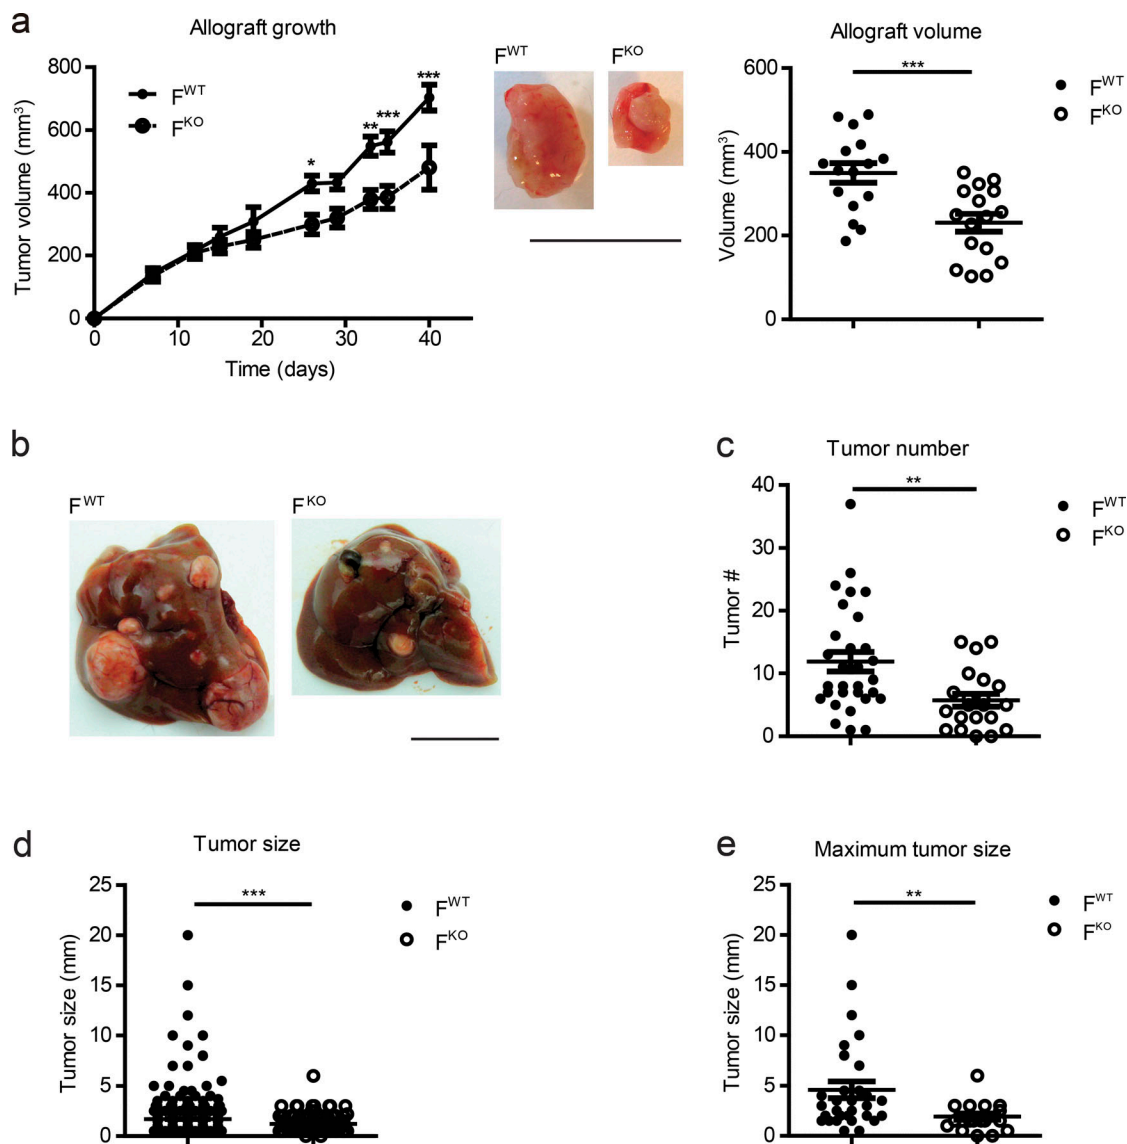 a
Allograft growth
800
600
400
200
0
Tumor volume (mm³)
F^WT
F^KO
*
**
***
***
0 10 20 30 40
Time (days)
F^WT
F^KO
Allograft volume
***
600
400
200
0
Volume (mm³)
F^WT
F^KO
b
F^WT
F^KO
c
Tumor number
**
40
30
20
10
0
Tumor #
F^WT
F^KO
d
Tumor size
***
25
20
15
10
5
0
Tumor size (mm)
F^WT
F^KO
e
Maximum tumor size
**
25
20
15
10
5
0
Tumor size (mm)
F^WT
F^KO